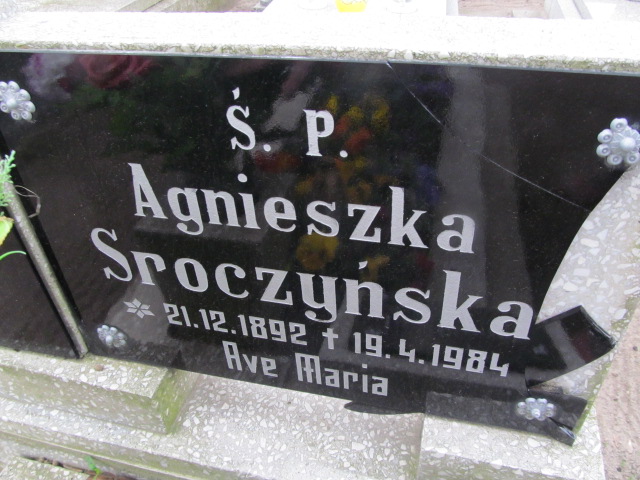 Ś. P.
Agnieszka
Sroczyńska
* 21.12.1892 † 19.4.1984
Ave Maria